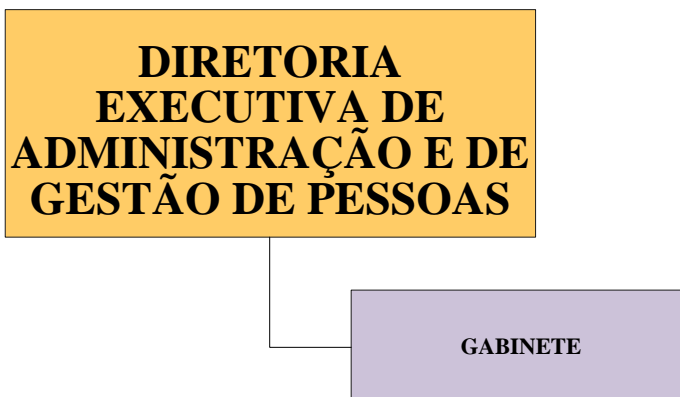 DIRETORIA
EXECUTIVA DE
ADMINISTRAÇÃO E DE
GESTÃO DE PESSOAS
GABINETE